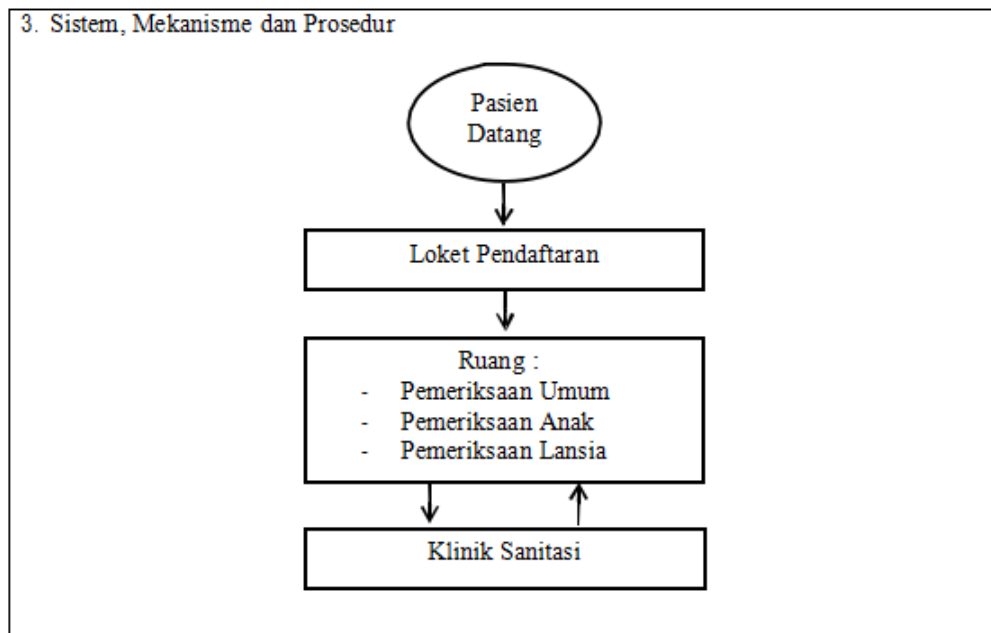 3. Sistem, Mekanisme dan Prosedur
Pasien
Datang
Loket Pendaftaran
Ruang :
- Pemeriksaan Umum
- Pemeriksaan Anak
- Pemeriksaan Lansia
Klinik Sanitasi